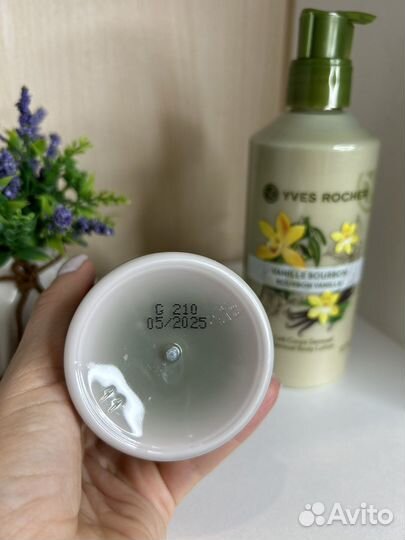 G 210
05/2025
YVES ROCHER
VANILLE BOURBON
BOURBON VANILLA
Avito